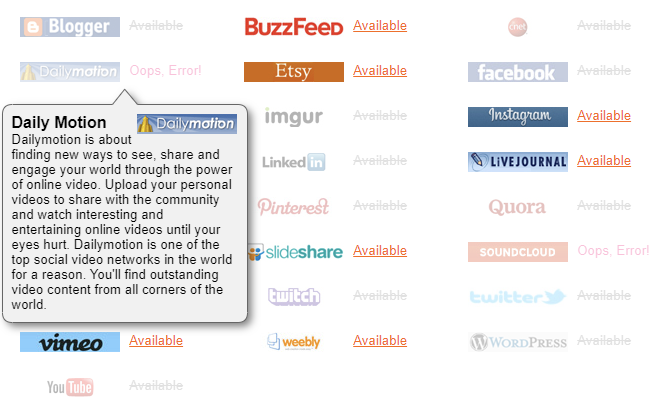 Blogger Available BuzzFeed Available cnet Available
Dailymotion Oops, Error! Etsy Available facebook Available
imgur Available Instagram Available
Linked in Available LiVEJOURNAL Available
Pinterest Available Quora Available
slideshare Available SOUNDCLOUD Oops, Error!
twitch Available twitter Available
Daily Motion Dailymotion
Dailymotion is about
finding new ways to see, share and
engage your world through the power
of online video. Upload your personal
videos to share with the community
and watch interesting and
entertaining online videos until your
eyes hurt. Dailymotion is one of the
top social video networks in the world
for a reason. You'll find outstanding
video content from all corners of the
world.
vimeo Available weebly Available WORDPRESS Available
YouTube Available